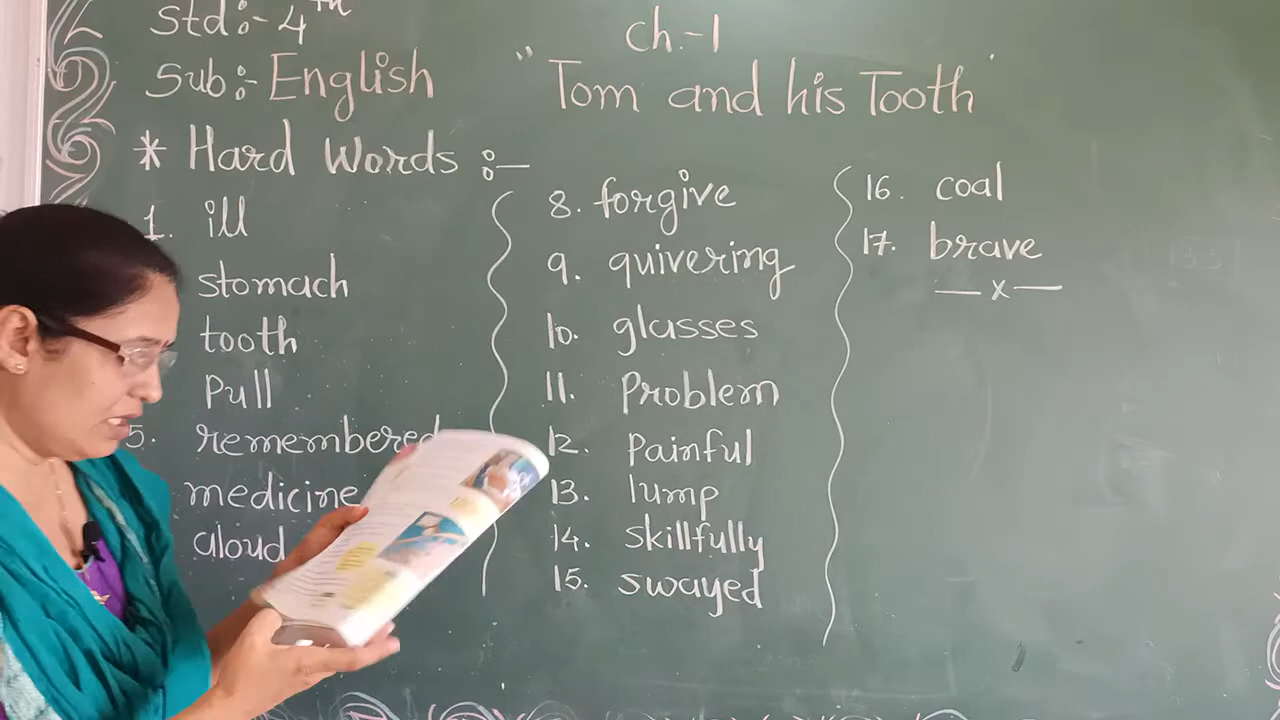 Std:- 4th
Sub:- English
Ch.-1
"Tom and his Tooth"
* Hard Words :-
1. ill
stomach
tooth
Pull
5. remembered
medicine
aloud
8. forgive
9. quivering
10. glasses
11. Problem
12. Painful
13. lump
14. skillfully
15. swayed
16. coal
17. brave
— x —